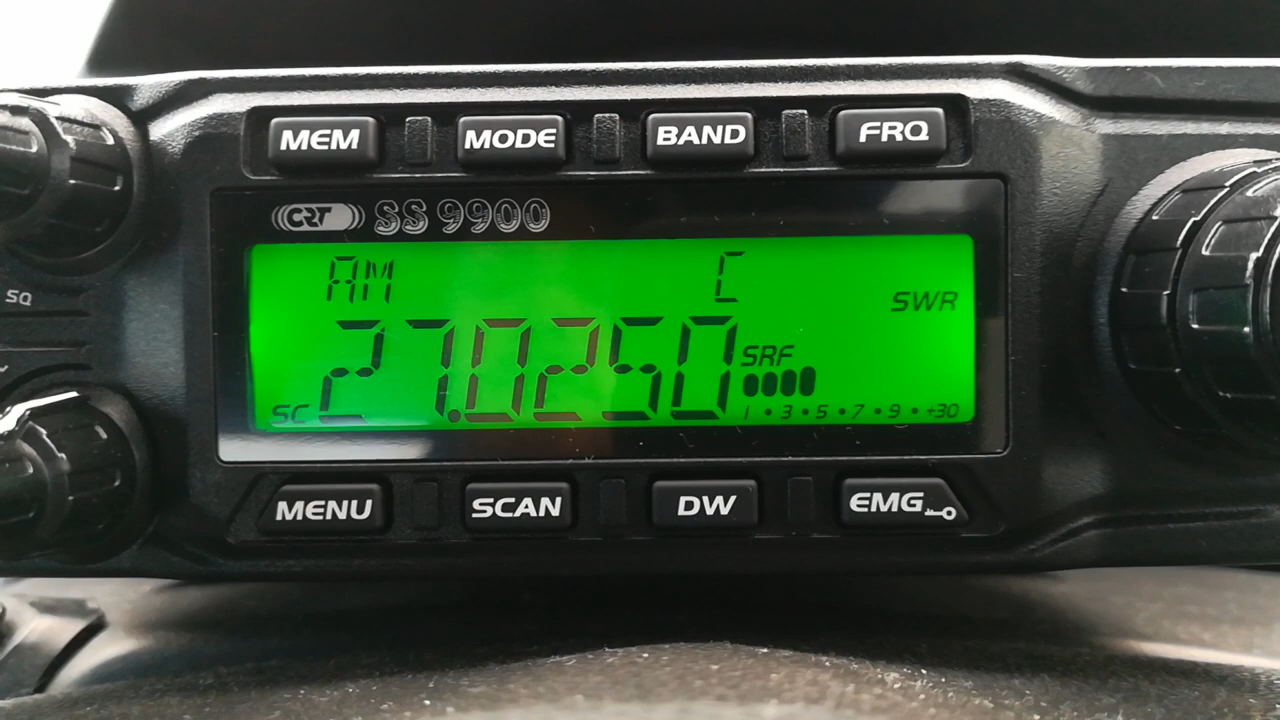 MEM MODE BAND FRQ
CRT SS 9900
AM C
SWR
SQ
27.0250
SRF
SC
1 • 3 • 5 • 7 • 9 • +30
MENU SCAN DW EMG